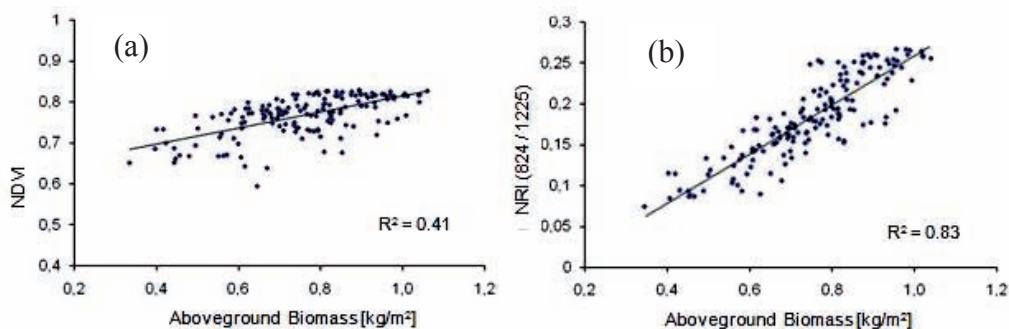 (a)
NDVI
1
0,9
0,8
0,7
0,6
0,5
0,4
0,2 0,4 0,6 0,8 1,0 1,2
R² = 0.41
Aboveground Biomass[kg/m²]
(b)
NRI (824 / 1225)
0,3
0,25
0,2
0,15
0,1
0,05
0
0,2 0,4 0,6 0,8 1,0 1,2
R² = 0.83
Aboveground Biomass[kg/m²]